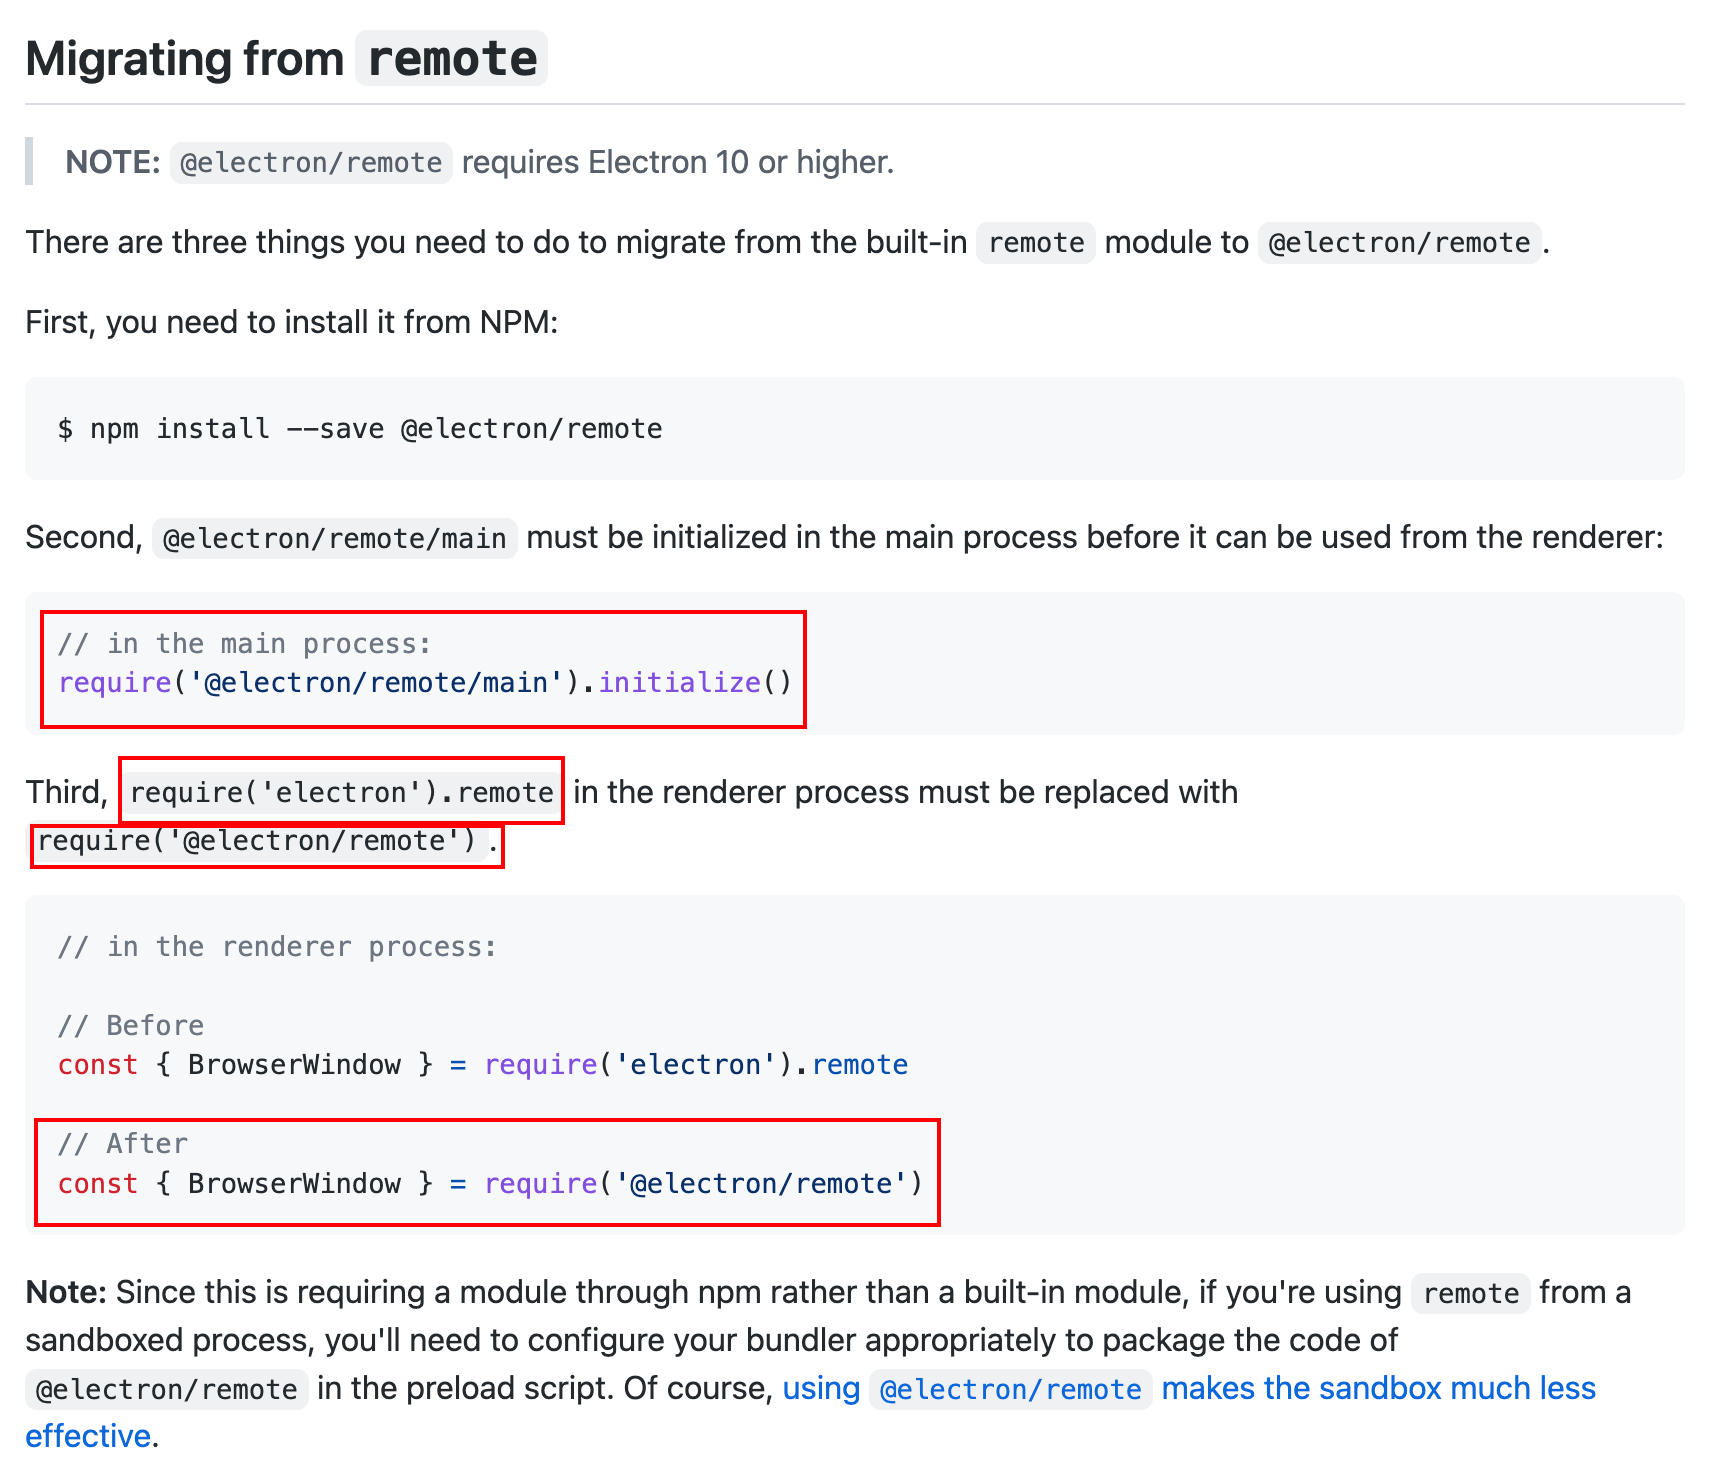 Migrating from remote
NOTE: @electron/remote requires Electron 10 or higher.
There are three things you need to do to migrate from the built-in remote module to @electron/remote.
First, you need to install it from NPM:
$ npm install --save @electron/remote
Second, @electron/remote/main must be initialized in the main process before it can be used from the renderer:
// in the main process:
require('@electron/remote/main').initialize()
Third, require('electron').remote in the renderer process must be replaced with
require('@electron/remote').
// in the renderer process:
// Before
const { BrowserWindow } = require('electron').remote
// After
const { BrowserWindow } = require('@electron/remote')
Note: Since this is requiring a module through npm rather than a built-in module, if you're using remote from a
sandboxed process, you'll need to configure your bundler appropriately to package the code of
@electron/remote in the preload script. Of course, using @electron/remote makes the sandbox much less
effective.